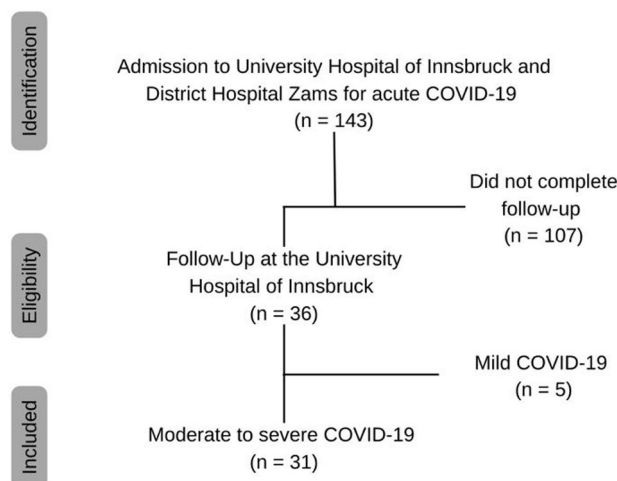 Identification
Admission to University Hospital of Innsbruck and
District Hospital Zams for acute COVID-19
(n = 143)
Did not complete
follow-up
(n = 107)
Eligibility
Follow-Up at the University
Hospital of Innsbruck
(n = 36)
Mild COVID-19
(n = 5)
Included
Moderate to severe COVID-19
(n = 31)